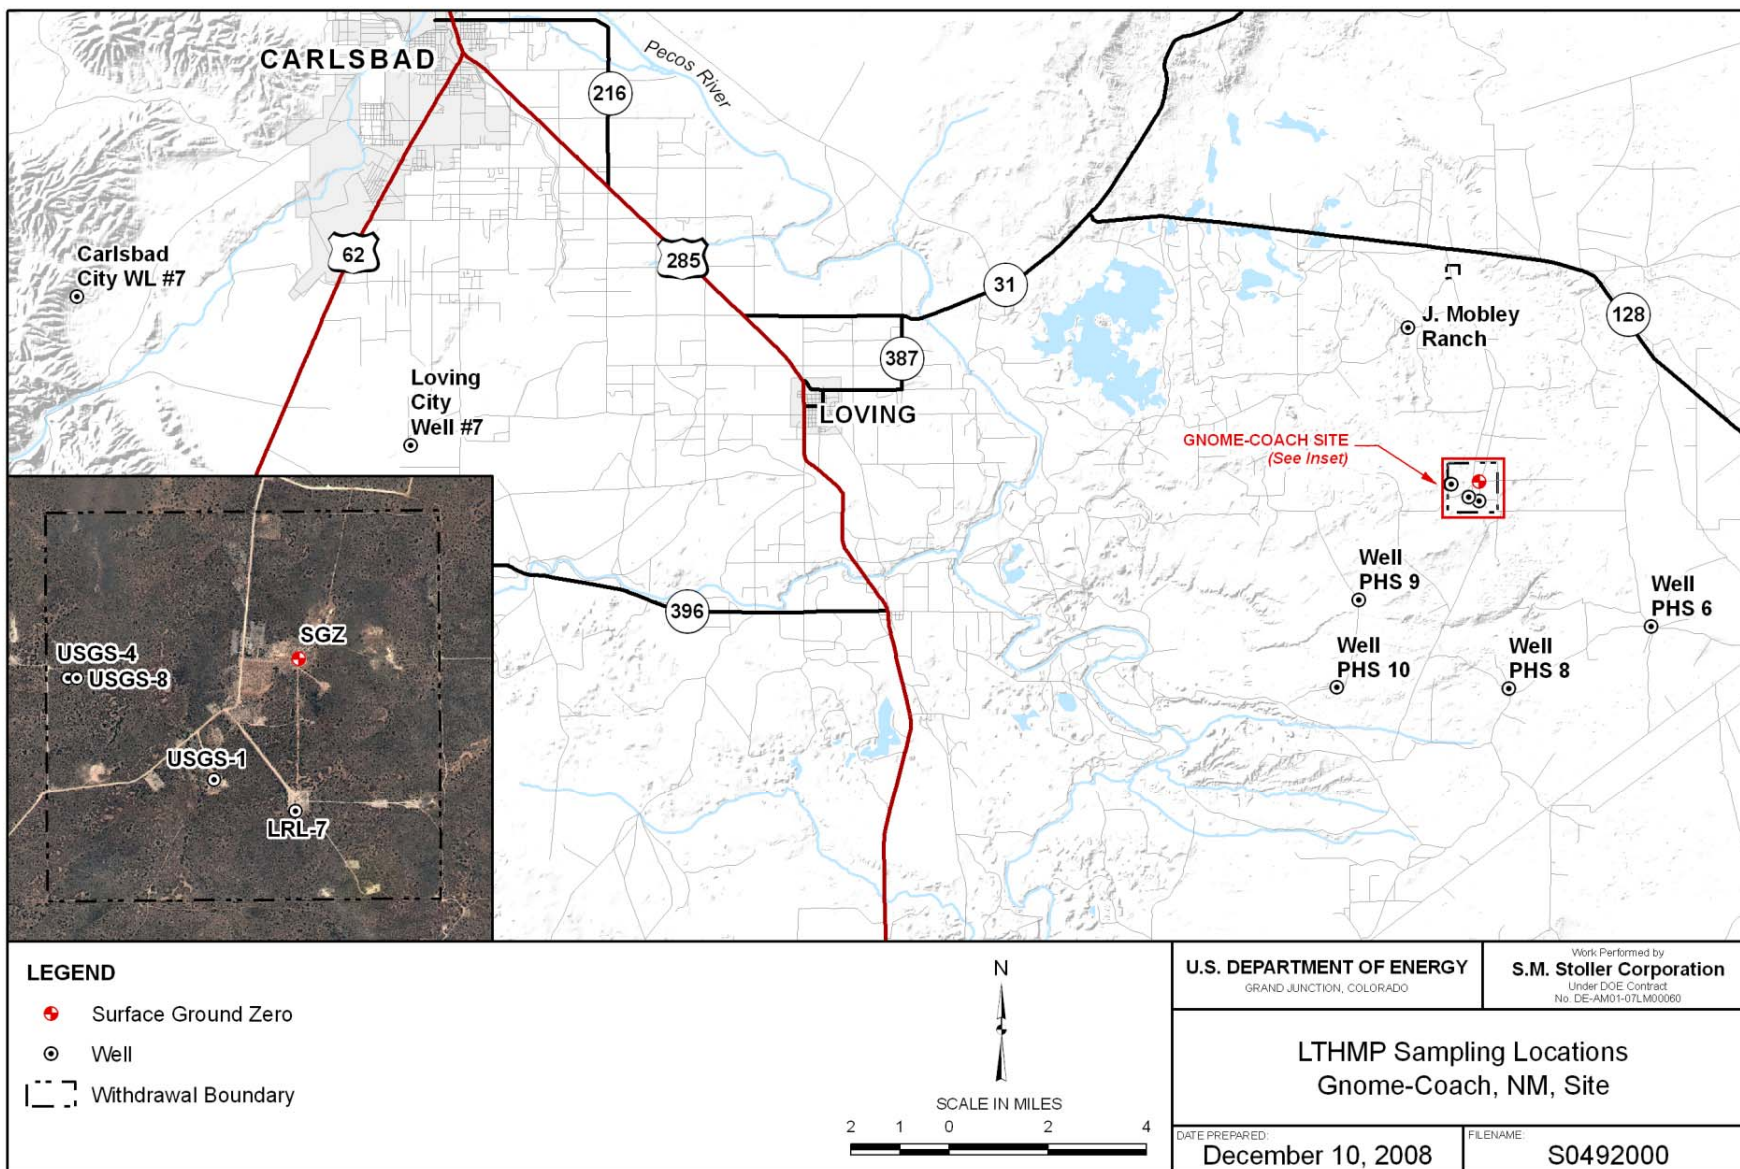 CARLSBAD
Pecos River
216
62
285
31
128
387
396
Carlsbad
City WL #7
Loving
City
Well #7
LOVING
J. Mobley
Ranch
GNOME-COACH SITE
(See Inset)
Well
PHS 9
Well
PHS 6
Well
PHS 10
Well
PHS 8
SGZ
USGS-4
USGS-8
USGS-1
LRL-7
LEGEND
Surface Ground Zero
Well
Withdrawal Boundary
N
SCALE IN MILES
2 1 0 2 4
U.S. DEPARTMENT OF ENERGY
GRAND JUNCTION, COLORADO
Work Performed by
S.M. Stoller Corporation
Under DOE Contract
No. DE-AM01-07LM00060
LTHMP Sampling Locations
Gnome-Coach, NM, Site
DATE PREPARED:
December 10, 2008
FILENAME:
S0492000